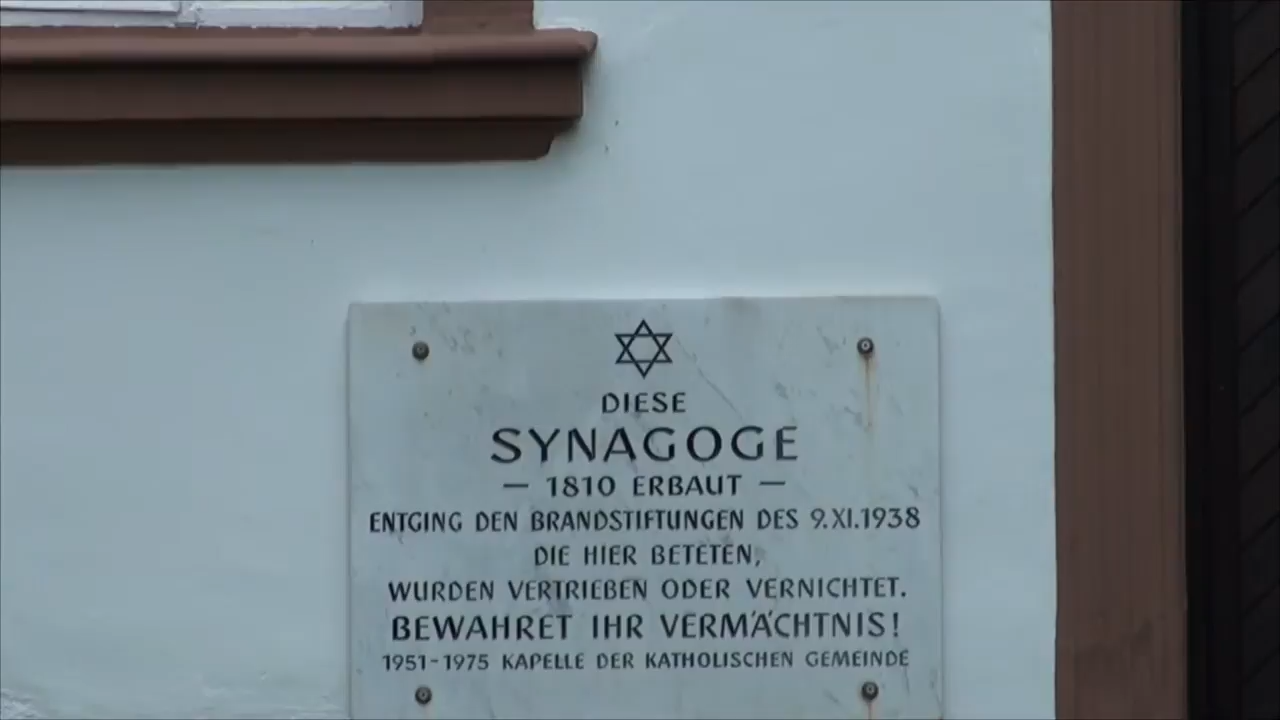 DIESE
SYNAGOGE
— 1810 ERBAUT —
ENTGING DEN BRANDSTIFTUNGEN DES 9.XI.1938
DIE HIER BETETEN,
WURDEN VERTRIEBEN ODER VERNICHTET.
BEWAHRET IHR VERMÄCHTNIS!
1951-1975 KAPELLE DER KATHOLISCHEN GEMEINDE